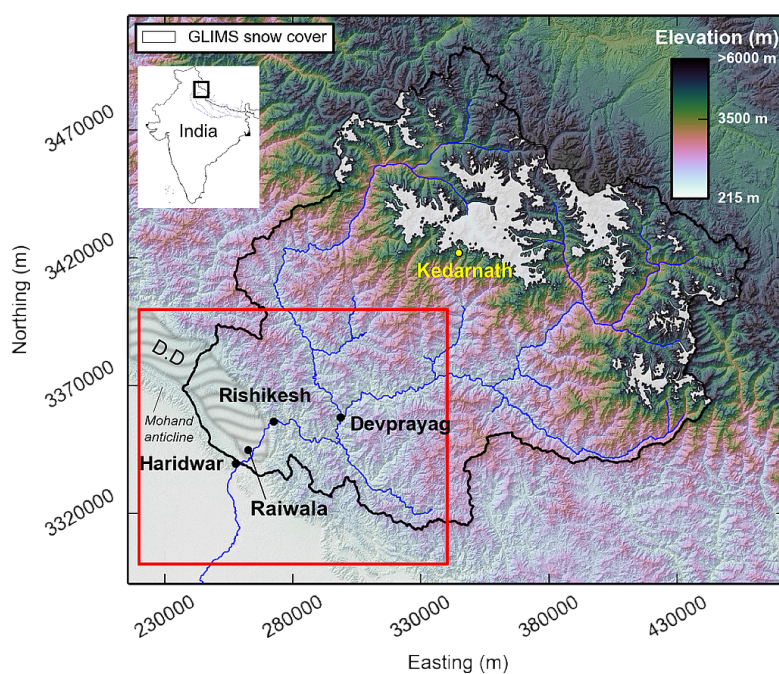 GLIMS snow cover
Elevation (m)
>6000 m
3500 m
215 m
India
3470000
3420000
3370000
3320000
Northing (m)
Kedarnath
D.D
Rishikesh
Mohand
anticline
Devprayag
Haridwar
Raiwala
230000
280000
330000
380000
430000
Easting (m)